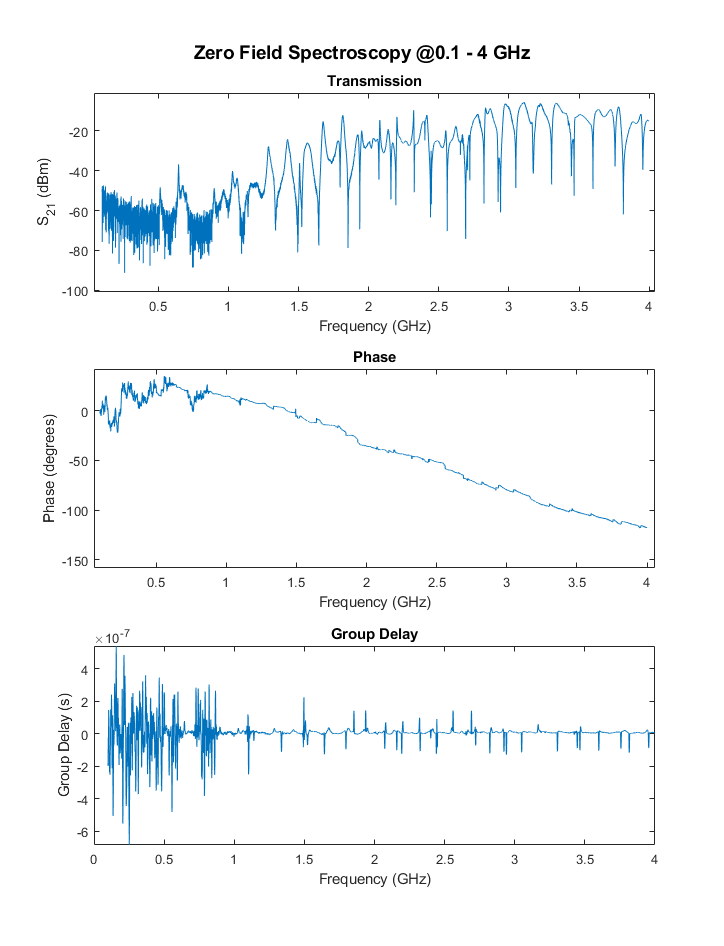 Zero Field Spectroscopy @0.1 - 4 GHz
Transmission
S21 (dBm)
-20
-40
-60
-80
-100
0.5 1 1.5 2 2.5 3 3.5 4
Frequency (GHz)
Phase
Phase (degrees)
0
-50
-100
-150
0.5 1 1.5 2 2.5 3 3.5 4
Frequency (GHz)
Group Delay
×10-7
Group Delay (s)
4
2
0
-2
-4
-6
0 0.5 1 1.5 2 2.5 3 3.5 4
Frequency (GHz)